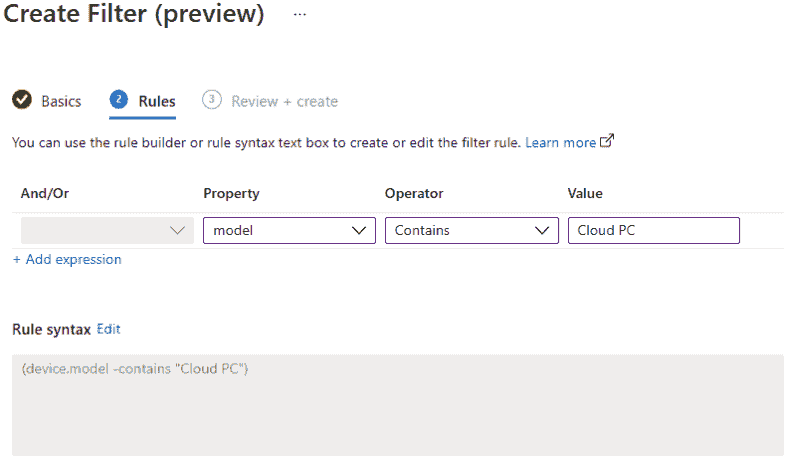 Create Filter (preview) ...
Basics 2 Rules 3 Review + create
You can use the rule builder or rule syntax text box to create or edit the filter rule. Learn more
And/Or Property Operator Value
model Contains Cloud PC
+ Add expression
Rule syntax Edit
(device.model -contains "Cloud PC")